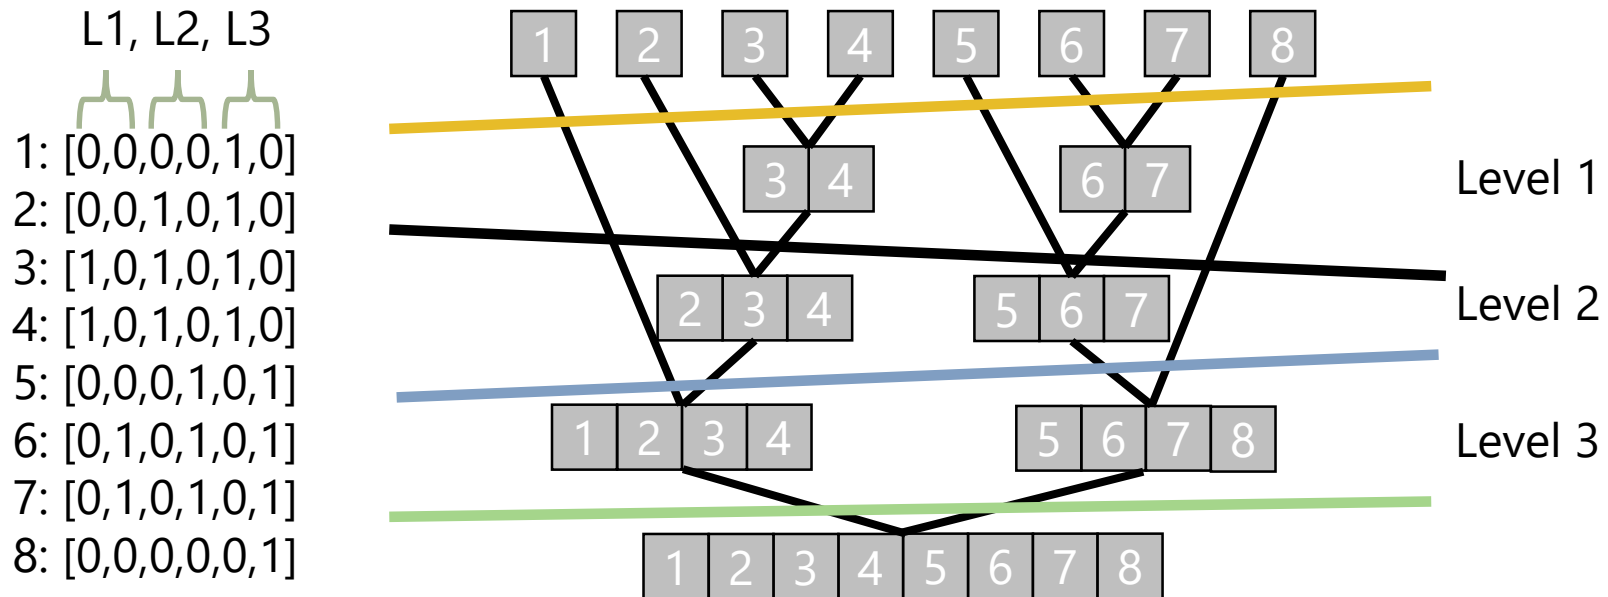 L1, L2, L3
1 2 3 4 5 6 7 8
1: [0,0,0,0,1,0]
3 4 6 7
Level 1
2: [0,0,1,0,1,0]
3: [1,0,1,0,1,0]
2 3 4 5 6 7
Level 2
4: [1,0,1,0,1,0]
5: [0,0,0,1,0,1]
6: [0,1,0,1,0,1]
1 2 3 4 5 6 7 8
Level 3
7: [0,1,0,1,0,1]
8: [0,0,0,0,0,1]
1 2 3 4 5 6 7 8